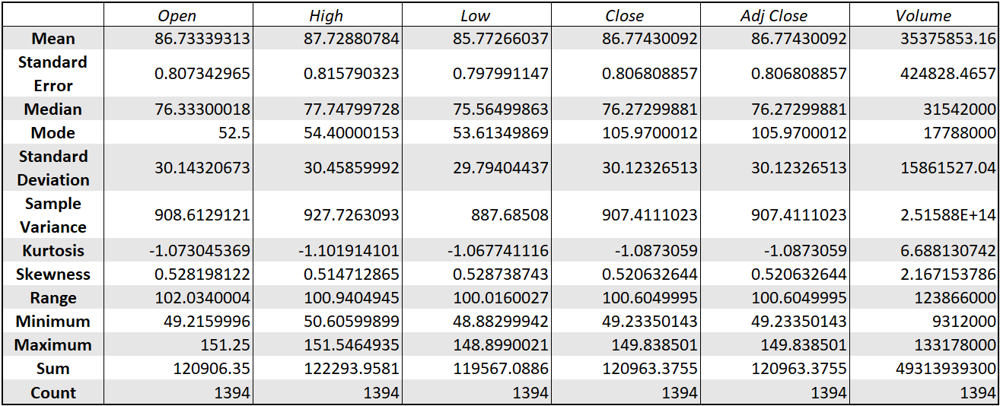 Open High Low Close Adj Close Volume
Mean 86.73339313 87.72880784 85.77266037 86.77430092 86.77430092 35375853.16
Standard
Error 0.807342965 0.815790323 0.797991147 0.806808857 0.806808857 424828.4657
Median 76.33300018 77.74799728 75.56499863 76.27299881 76.27299881 31542000
Mode 52.5 54.40000153 53.61349869 105.9700012 105.9700012 17788000
Standard
Deviation 30.14320673 30.45859992 29.79404437 30.12326513 30.12326513 15861527.04
Sample
Variance 908.6129121 927.7263093 887.68508 907.4111023 907.4111023 2.51588E+14
Kurtosis -1.073045369 -1.101914101 -1.067741116 -1.0873059 -1.0873059 6.688130742
Skewness 0.528198122 0.514712865 0.528738743 0.520632644 0.520632644 2.167153786
Range 102.0340004 100.9404945 100.0160027 100.6049995 100.6049995 123866000
Minimum 49.2159996 50.60599899 48.88299942 49.23350143 49.23350143 9312000
Maximum 151.25 151.5464935 148.8990021 149.838501 149.838501 133178000
Sum 120906.35 122293.9581 119567.0886 120963.3755 120963.3755 49313939300
Count 1394 1394 1394 1394 1394 1394